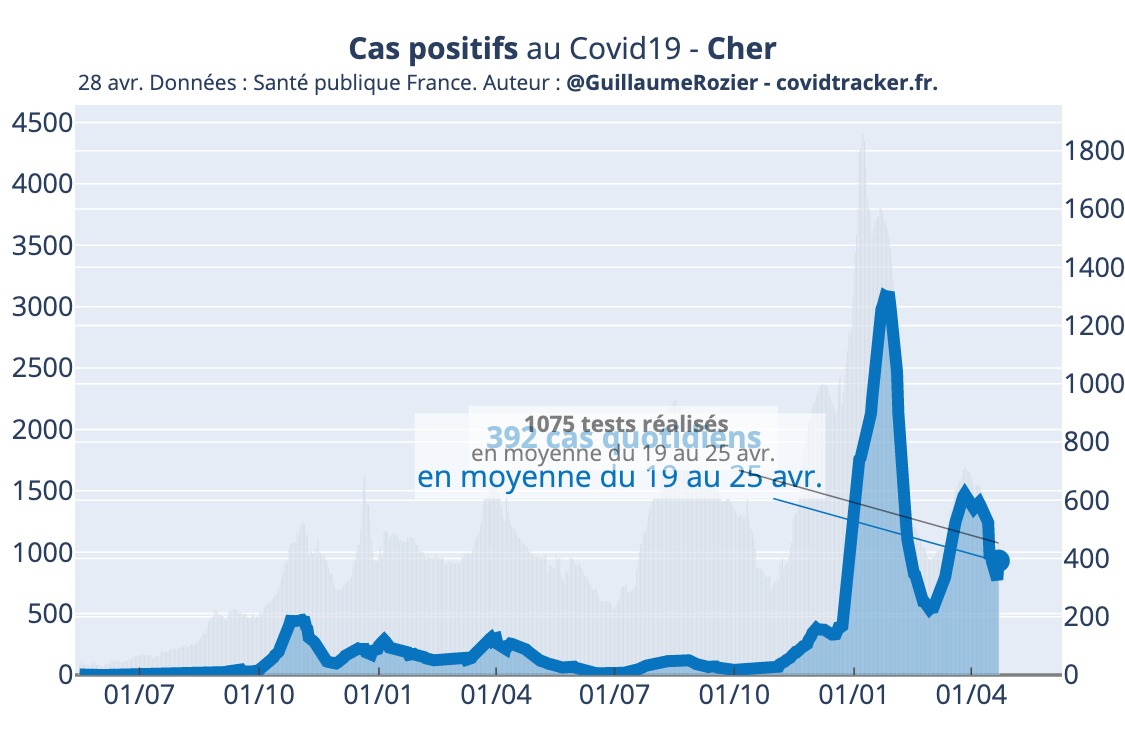 Cas positifs au Covid19 - Cher
28 avr. Données : Santé publique France. Auteur : @GuillaumeRozier - covidtracker.fr.
4500
4000
3500
3000
2500
2000
1500
1000
500
0
1800
1600
1400
1200
1000
800
600
400
200
0
1075 tests réalisés
392 cas quotidiens
en moyenne du 19 au 25 avr.
en moyenne du 19 au 25 avr.
01/07 01/10 01/01 01/04 01/07 01/10 01/01 01/04